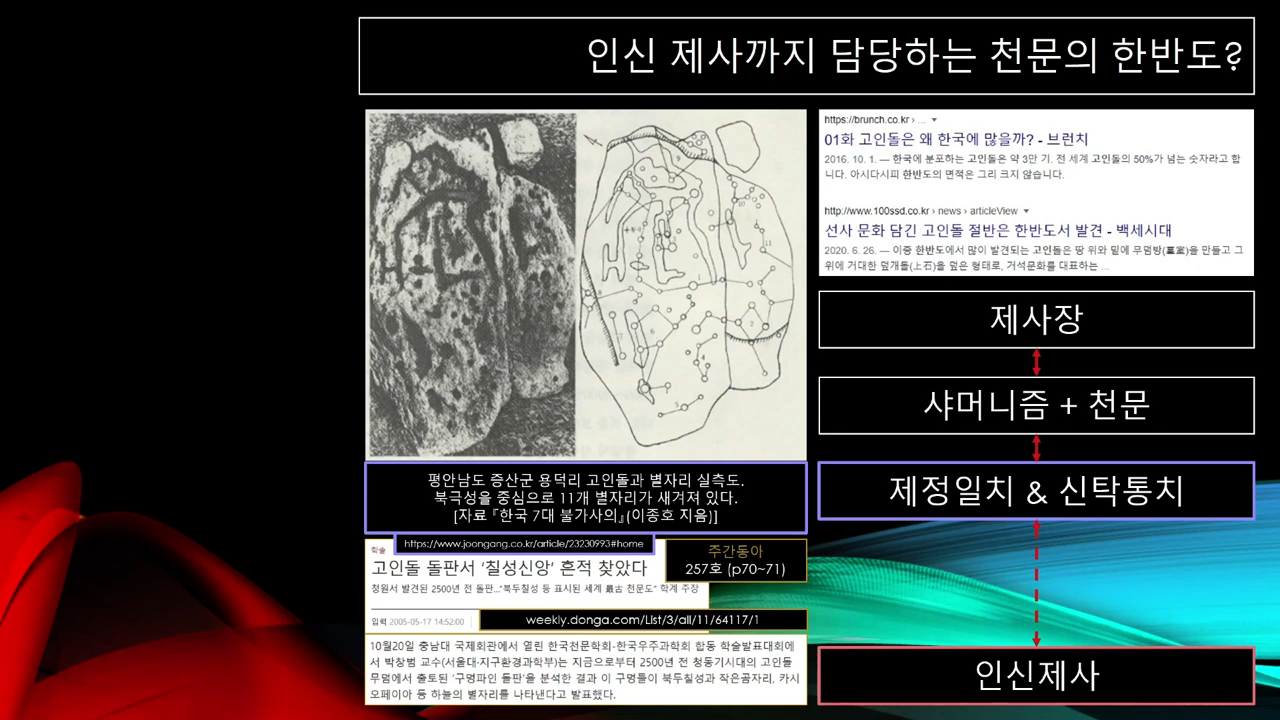 인신 제사까지 담당하는 천문의 한반도?
https://brunch.co.kr › ...
01화 고인돌은 왜 한국에 많을까? - 브런치
2016. 10. 1. — 한국에 분포하는 고인돌은 약 3만 기. 전 세계 고인돌의 50%가 넘는 숫자라고 합
니다. 아시다시피 한반도의 면적은 그리 크지 않습니다.
http://www.100ssd.co.kr › news › articleView
선사 문화 담긴 고인돌 절반은 한반도서 발견 - 백세시대
2020. 6. 26. — 이중 한반도에서 많이 발견되는 고인돌은 땅 위와 밑에 무덤방(墓室)을 만들고 그
위에 거대한 덮개돌(上石)을 덮은 형태로, 거석문화를 대표하는 ...
제사장
샤머니즘 + 천문
제정일치 & 신탁통치
인신제사
평안남도 증산군 용덕리 고인돌과 별자리 실측도.
북극성을 중심으로 11개 별자리가 새겨져 있다.
[자료 『한국 7대 불가사의』(이종호 지음)]
학술
https://www.joongang.co.kr/article/23230993#home
고인돌 돌판서 ‘칠성신앙’ 흔적 찾았다
주간동아
257호 (p70~71)
청원서 발견된 2500년 전 돌판..."북두칠성 등 표시된 세계 最古 천문도" 학계 주장
입력 2005-05-17 14:52:00
weekly.donga.com/List/3/all/11/64117/1
10월20일 충남대 국제회관에서 열린 한국천문학회-한국우주과학회 합동 학술발표대회에
서 박창범 교수(서울대·지구환경과학부)는 지금으로부터 2500년 전 청동기시대의 고인돌
무덤에서 출토된 ‘구멍파인 돌판’을 분석한 결과 이 구멍들이 북두칠성과 작은곰자리, 카시
오페이아 등 하늘의 별자리를 나타낸다고 발표했다.